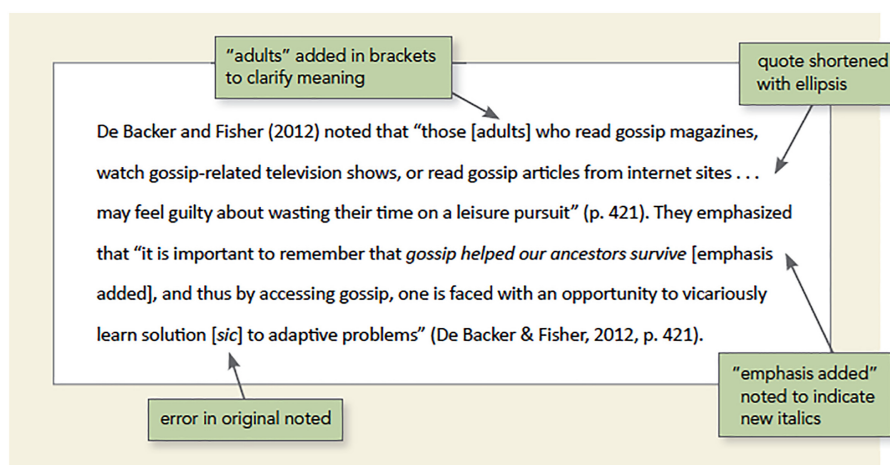 “adults” added in brackets
to clarify meaning
quote shortened
with ellipsis
De Backer and Fisher (2012) noted that “those [adults] who read gossip magazines,
watch gossip-related television shows, or read gossip articles from internet sites . . .
may feel guilty about wasting their time on a leisure pursuit” (p. 421). They emphasized
that “it is important to remember that gossip helped our ancestors survive [emphasis
added], and thus by accessing gossip, one is faced with an opportunity to vicariously
learn solution [sic] to adaptive problems” (De Backer & Fisher, 2012, p. 421).
“emphasis added”
noted to indicate
new italics
error in original noted